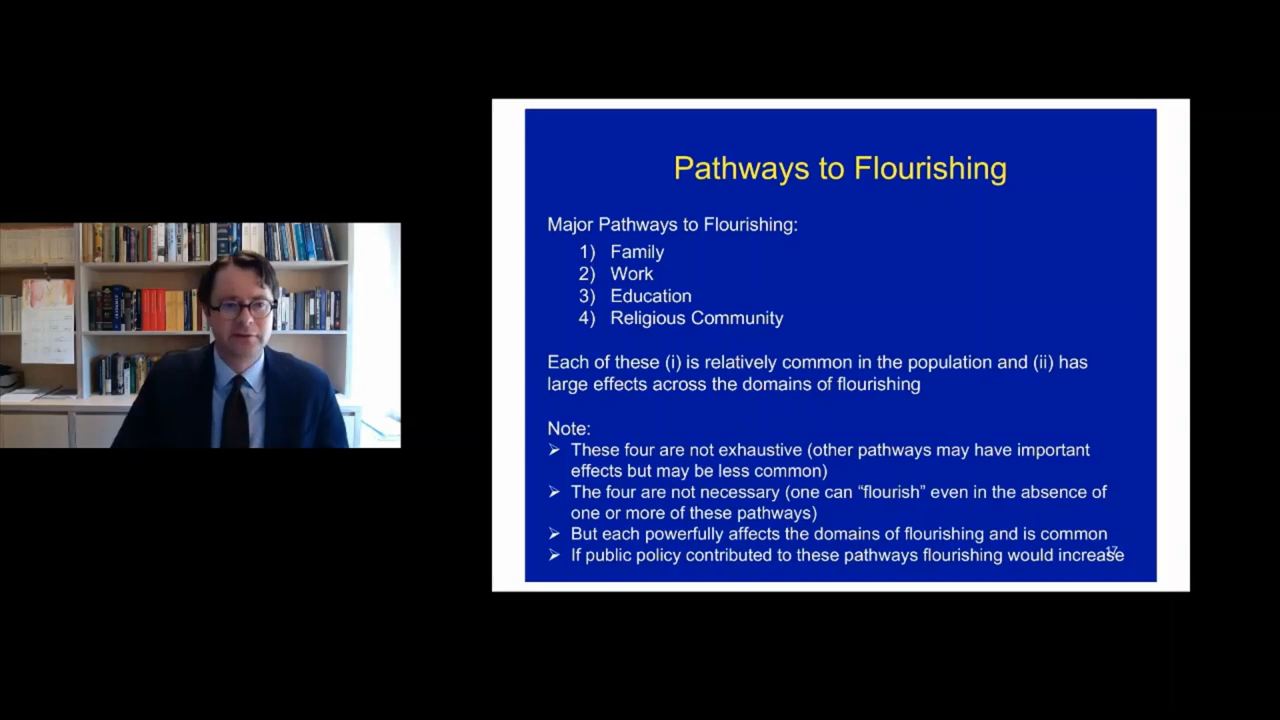 Pathways to Flourishing
Major Pathways to Flourishing:
1) Family
2) Work
3) Education
4) Religious Community
Each of these (i) is relatively common in the population and (ii) has
large effects across the domains of flourishing
Note:
➢ These four are not exhaustive (other pathways may have important
effects but may be less common)
➢ The four are not necessary (one can “flourish” even in the absence of
one or more of these pathways)
➢ But each powerfully affects the domains of flourishing and is common
➢ If public policy contributed to these pathways flourishing would increase
17